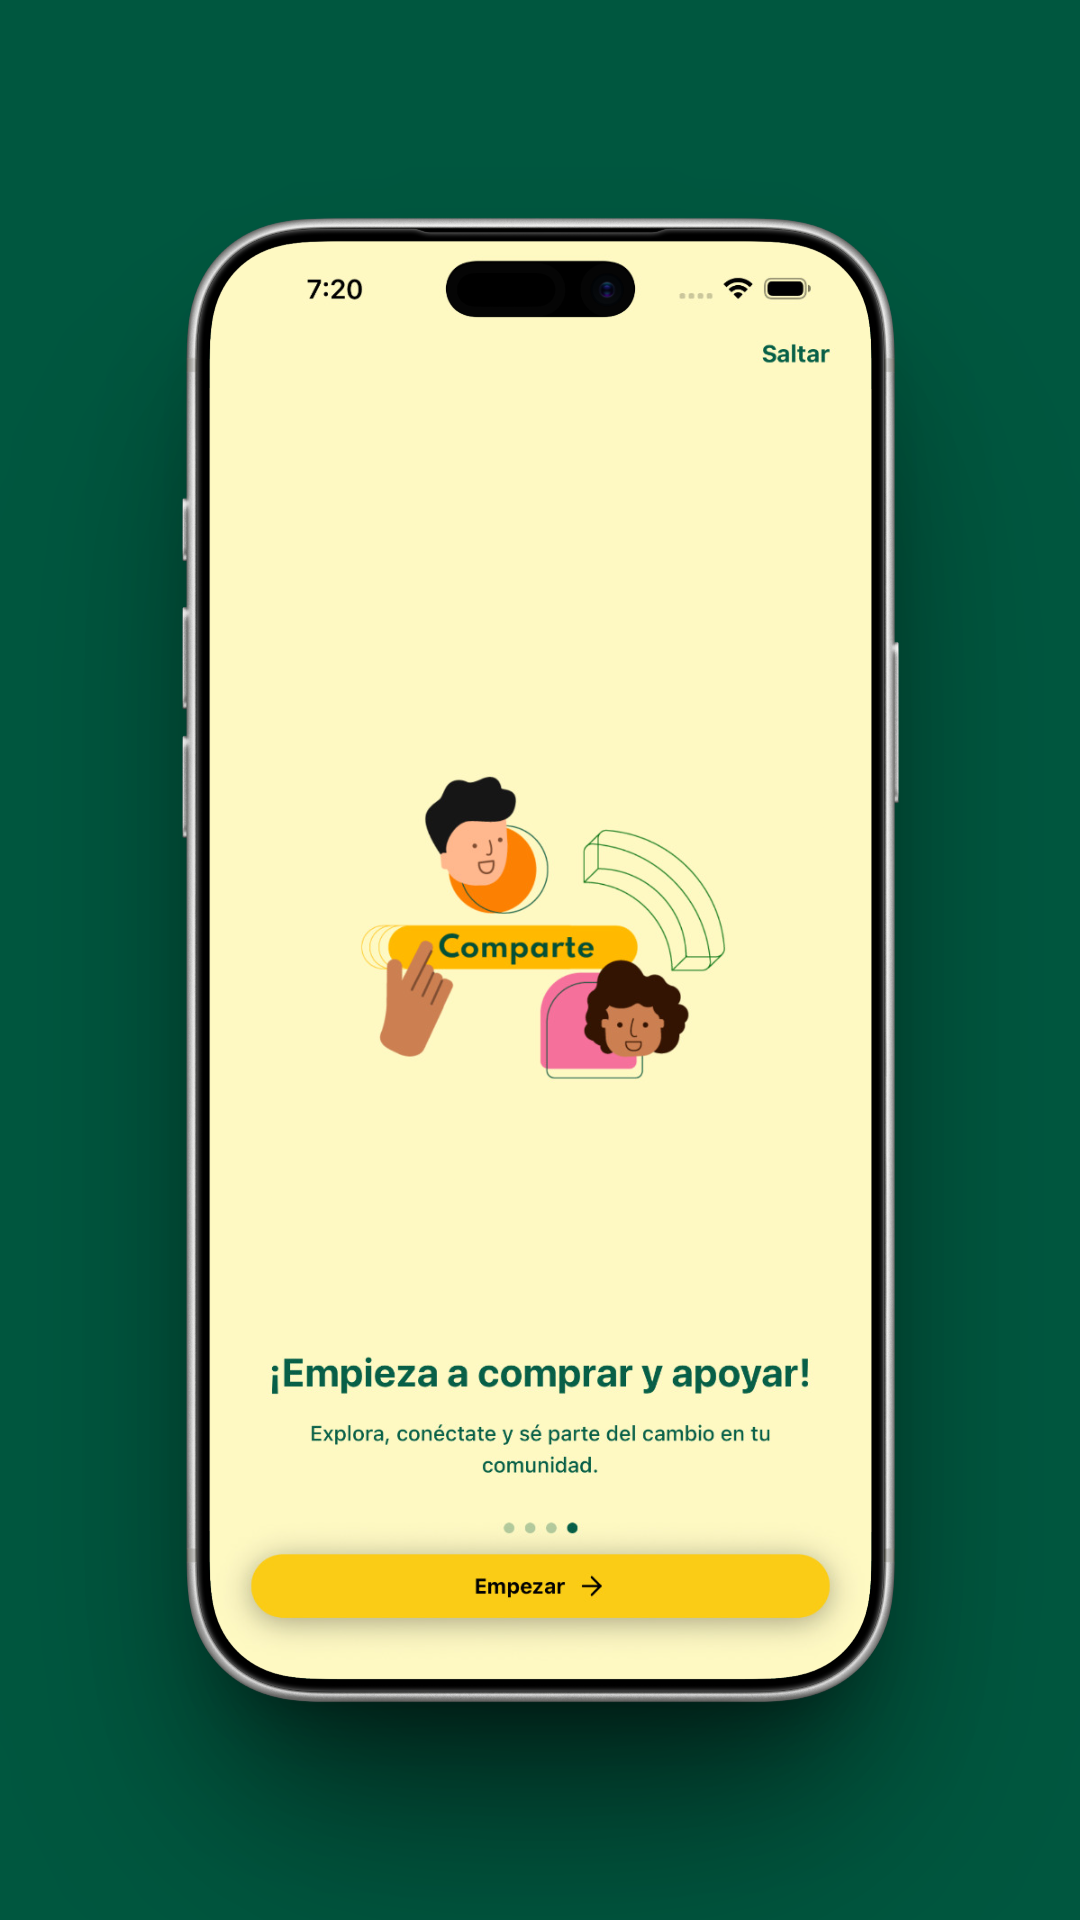 7:20
Saltar
Comparte
¡Empieza a comprar y apoyar!
Explora, conéctate y sé parte del cambio en tu
comunidad.
Empezar